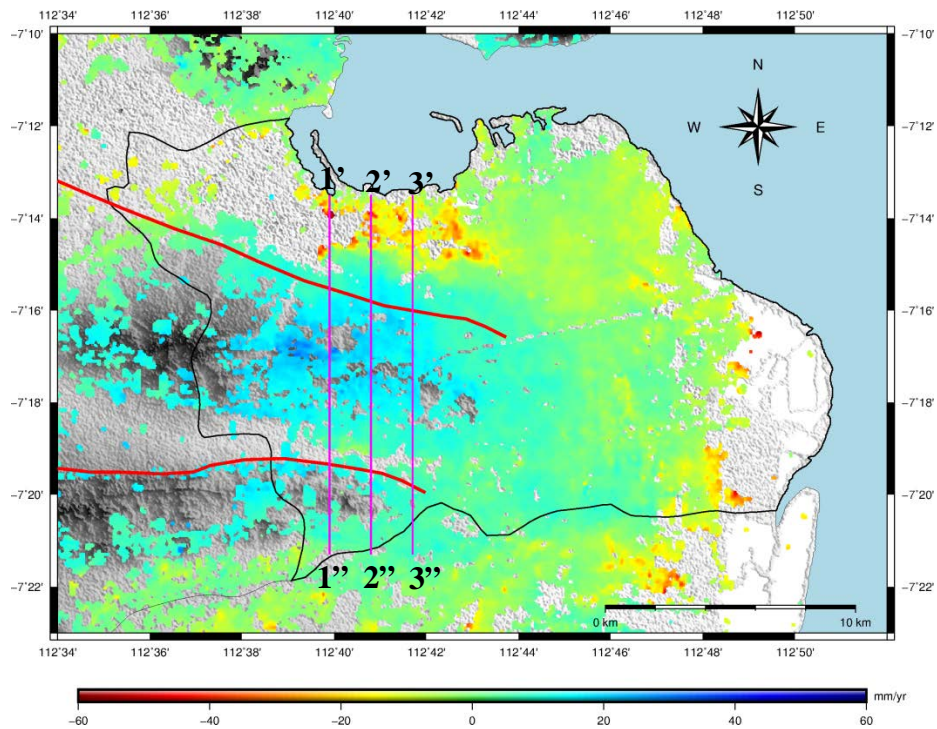 112°34' 112°36' 112°38' 112°40' 112°42' 112°44' 112°46' 112°48' 112°50'
−7°10' −7°10'
N
−7°12' W E −7°12'
1' 2' 3' S
−7°14' −7°14'
−7°16' −7°16'
−7°18' −7°18'
−7°20' −7°20'
1” 2” 3”
−7°22' −7°22'
0 km 10 km
112°34' 112°36' 112°38' 112°40' 112°42' 112°44' 112°46' 112°48' 112°50'
mm/yr
−60 −40 −20 0 20 40 60